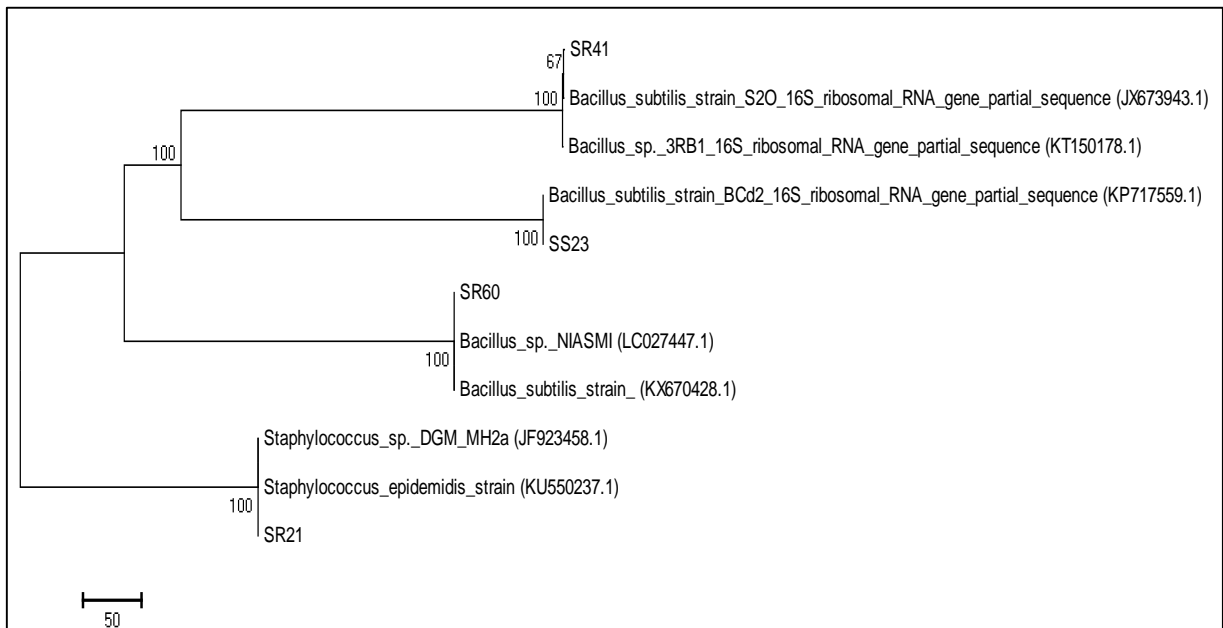 SR41
67
100
Bacillus_subtilis_strain_S2O_16S_ribosomal_RNA_gene_partial_sequence (JX673943.1)
Bacillus_sp._3RB1_16S_ribosomal_RNA_gene_partial_sequence (KT150178.1)
100
Bacillus_subtilis_strain_BCd2_16S_ribosomal_RNA_gene_partial_sequence (KP717559.1)
100
SS23
SR60
Bacillus_sp._NIASMI (LC027447.1)
100
Bacillus_subtilis_strain_ (KX670428.1)
Staphylococcus_sp._DGM_MH2a (JF923458.1)
Staphylococcus_epidemidis_strain (KU550237.1)
100
SR21
50